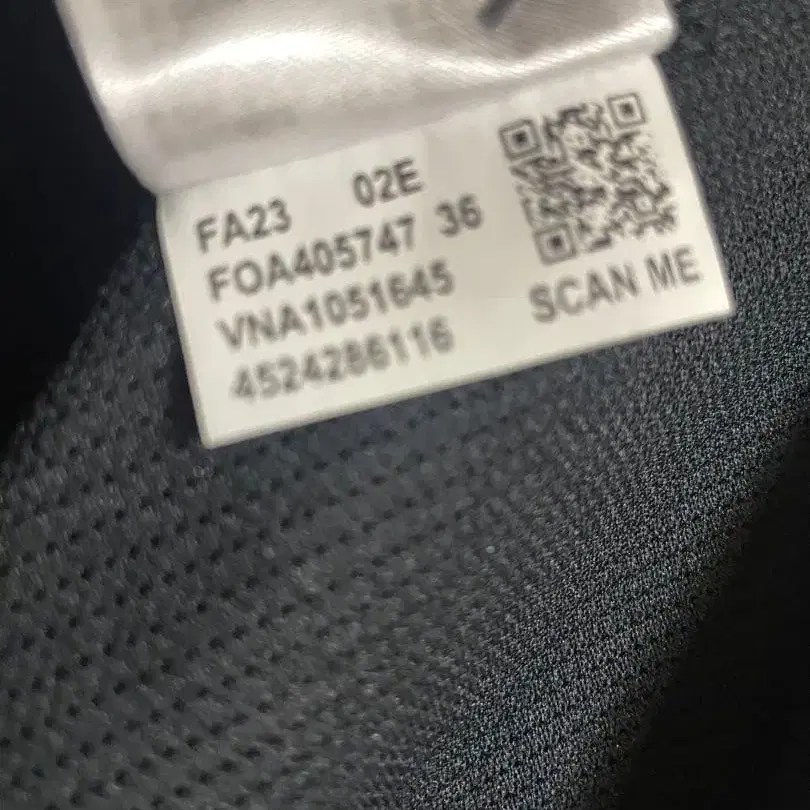 FA23 02E
FOA405747 36
VNA1051645
4524286116
SCAN ME